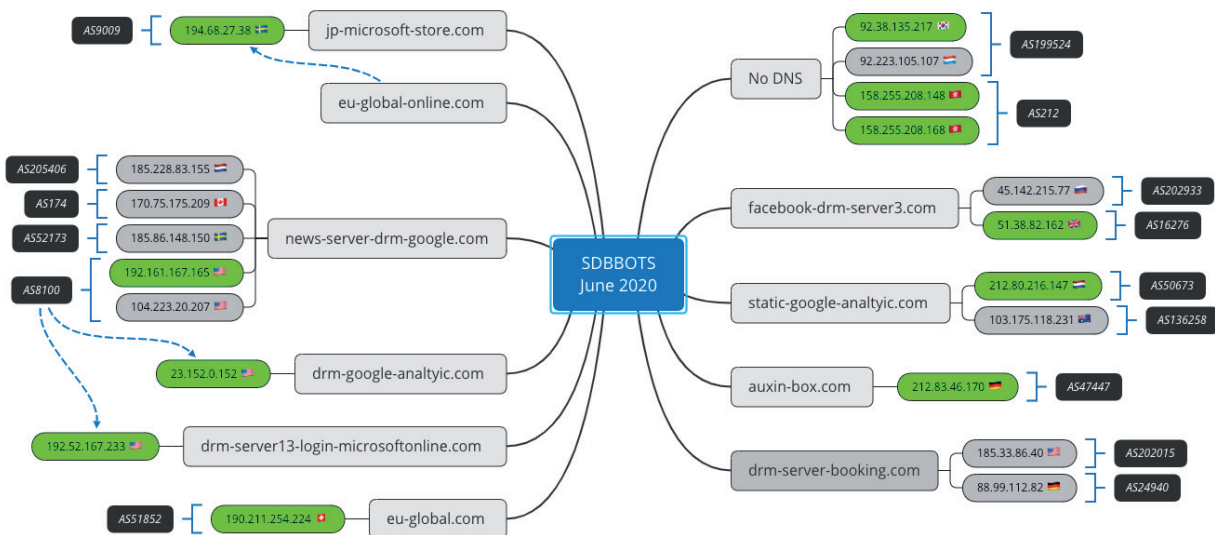 AS9009
194.68.27.38
jp-microsoft-store.com
eu-global-online.com
AS205406
185.228.83.155
AS174
170.75.175.209
AS52173
185.86.148.150
news-server-drm-google.com
192.161.167.165
AS8100
104.223.20.207
23.152.0.152
drm-google-analtyic.com
192.52.167.233
drm-server13-login-microsoftonline.com
AS51852
190.211.254.224
eu-global.com
SDBBOTS
June 2020
No DNS
92.38.135.217
92.223.105.107
AS199524
158.255.208.148
158.255.208.168
AS212
facebook-drm-server3.com
45.142.215.77
AS202933
51.38.82.162
AS16276
static-google-analtyic.com
212.80.216.147
AS50673
103.175.118.231
AS136258
auxin-box.com
212.83.46.170
AS47447
drm-server-booking.com
185.33.86.40
AS202015
88.99.112.82
AS24940